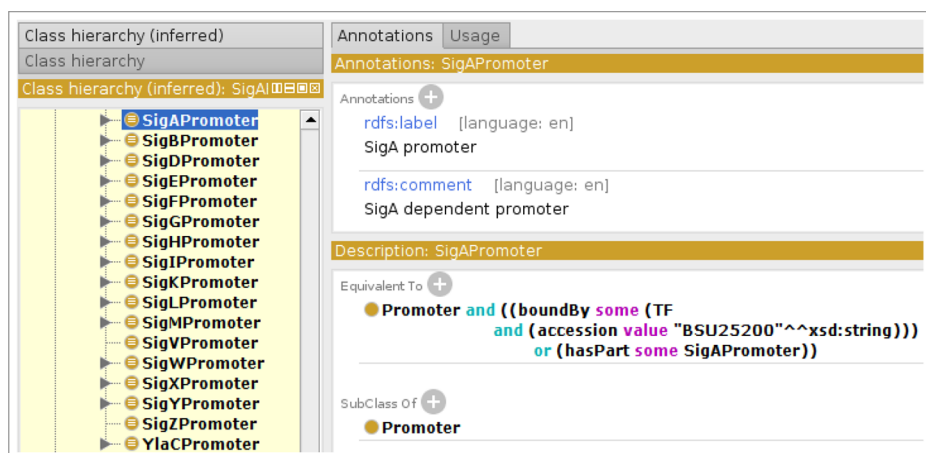 Class hierarchy (inferred)
Class hierarchy
Class hierarchy (inferred): SigAl
SigAPromoter
SigBPromoter
SigDPromoter
SigEPromoter
SigFPromoter
SigGPromoter
SigHPromoter
SigIPromoter
SigKPromoter
SigLPromoter
SigMPromoter
SigVPromoter
SigWPromoter
SigXPromoter
SigYPromoter
SigZPromoter
YlaCPromoter
Annotations Usage
Annotations: SigAPromoter
Annotations
rdfs:label [language: en]
SigA promoter
rdfs:comment [language: en]
SigA dependent promoter
Description: SigAPromoter
Equivalent To
Promoter and ((boundBy some (TF
and (accession value "BSU25200"^^xsd:string)))
or (hasPart some SigAPromoter))
SubClass Of
Promoter